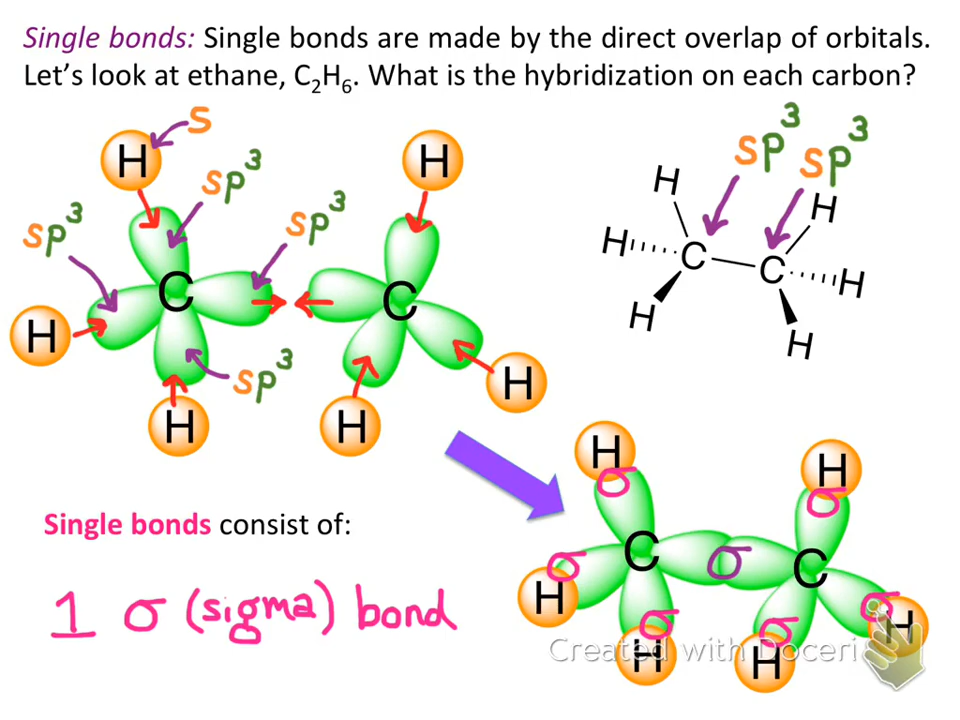 Single bonds: Single bonds are made by the direct overlap of orbitals.
Let's look at ethane, C₂H₆. What is the hybridization on each carbon?
s
H
sp³
sp³
sp³
C
H
sp³
H
H
C
H
H
sp³
sp³
H
H
H
C
C
H
H
H
Single bonds consist of:
1 σ (sigma) bond
H
σ
H
σ
C
σ
C
σ
H
σ
H
σ
H
σ
H
Created with Doceri